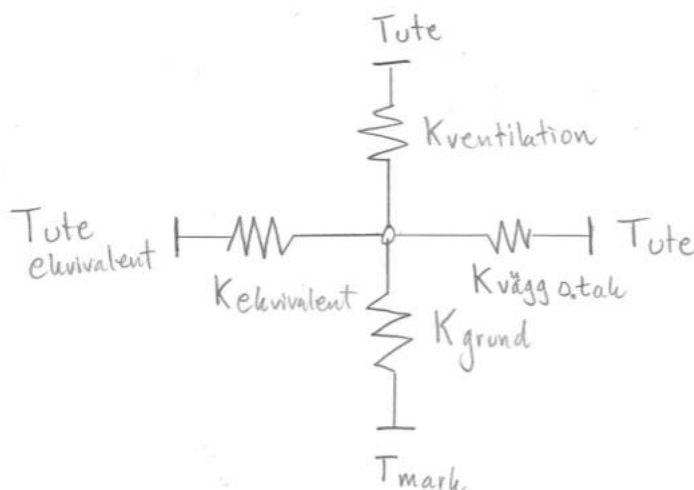 Tute
Kventilation
Tute
ekvivalent
Tute
Kekvivalent
Kvägg o.tak
Kgrund
Tmark